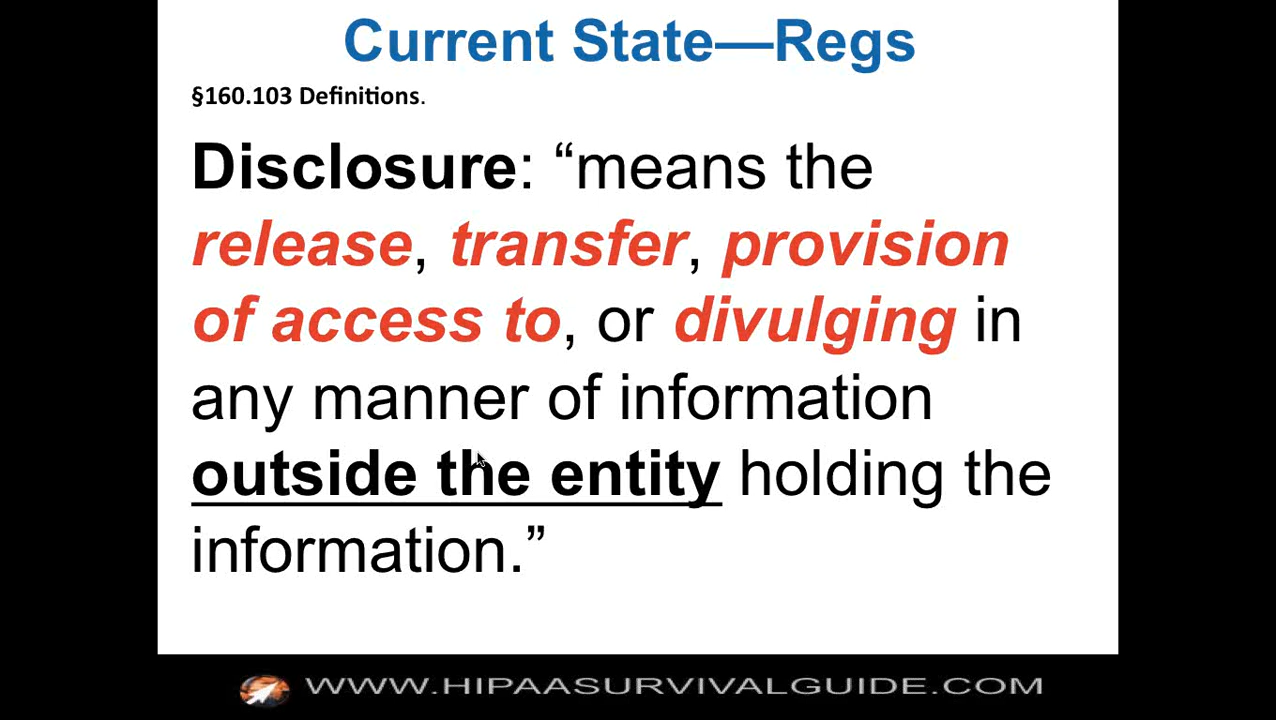 Current State—Regs
§160.103 Definitions.
Disclosure: “means the
release, transfer, provision
of access to, or divulging in
any manner of information
outside the entity holding the
information.”
WWW.HIPAASURVIVALGUIDE.COM